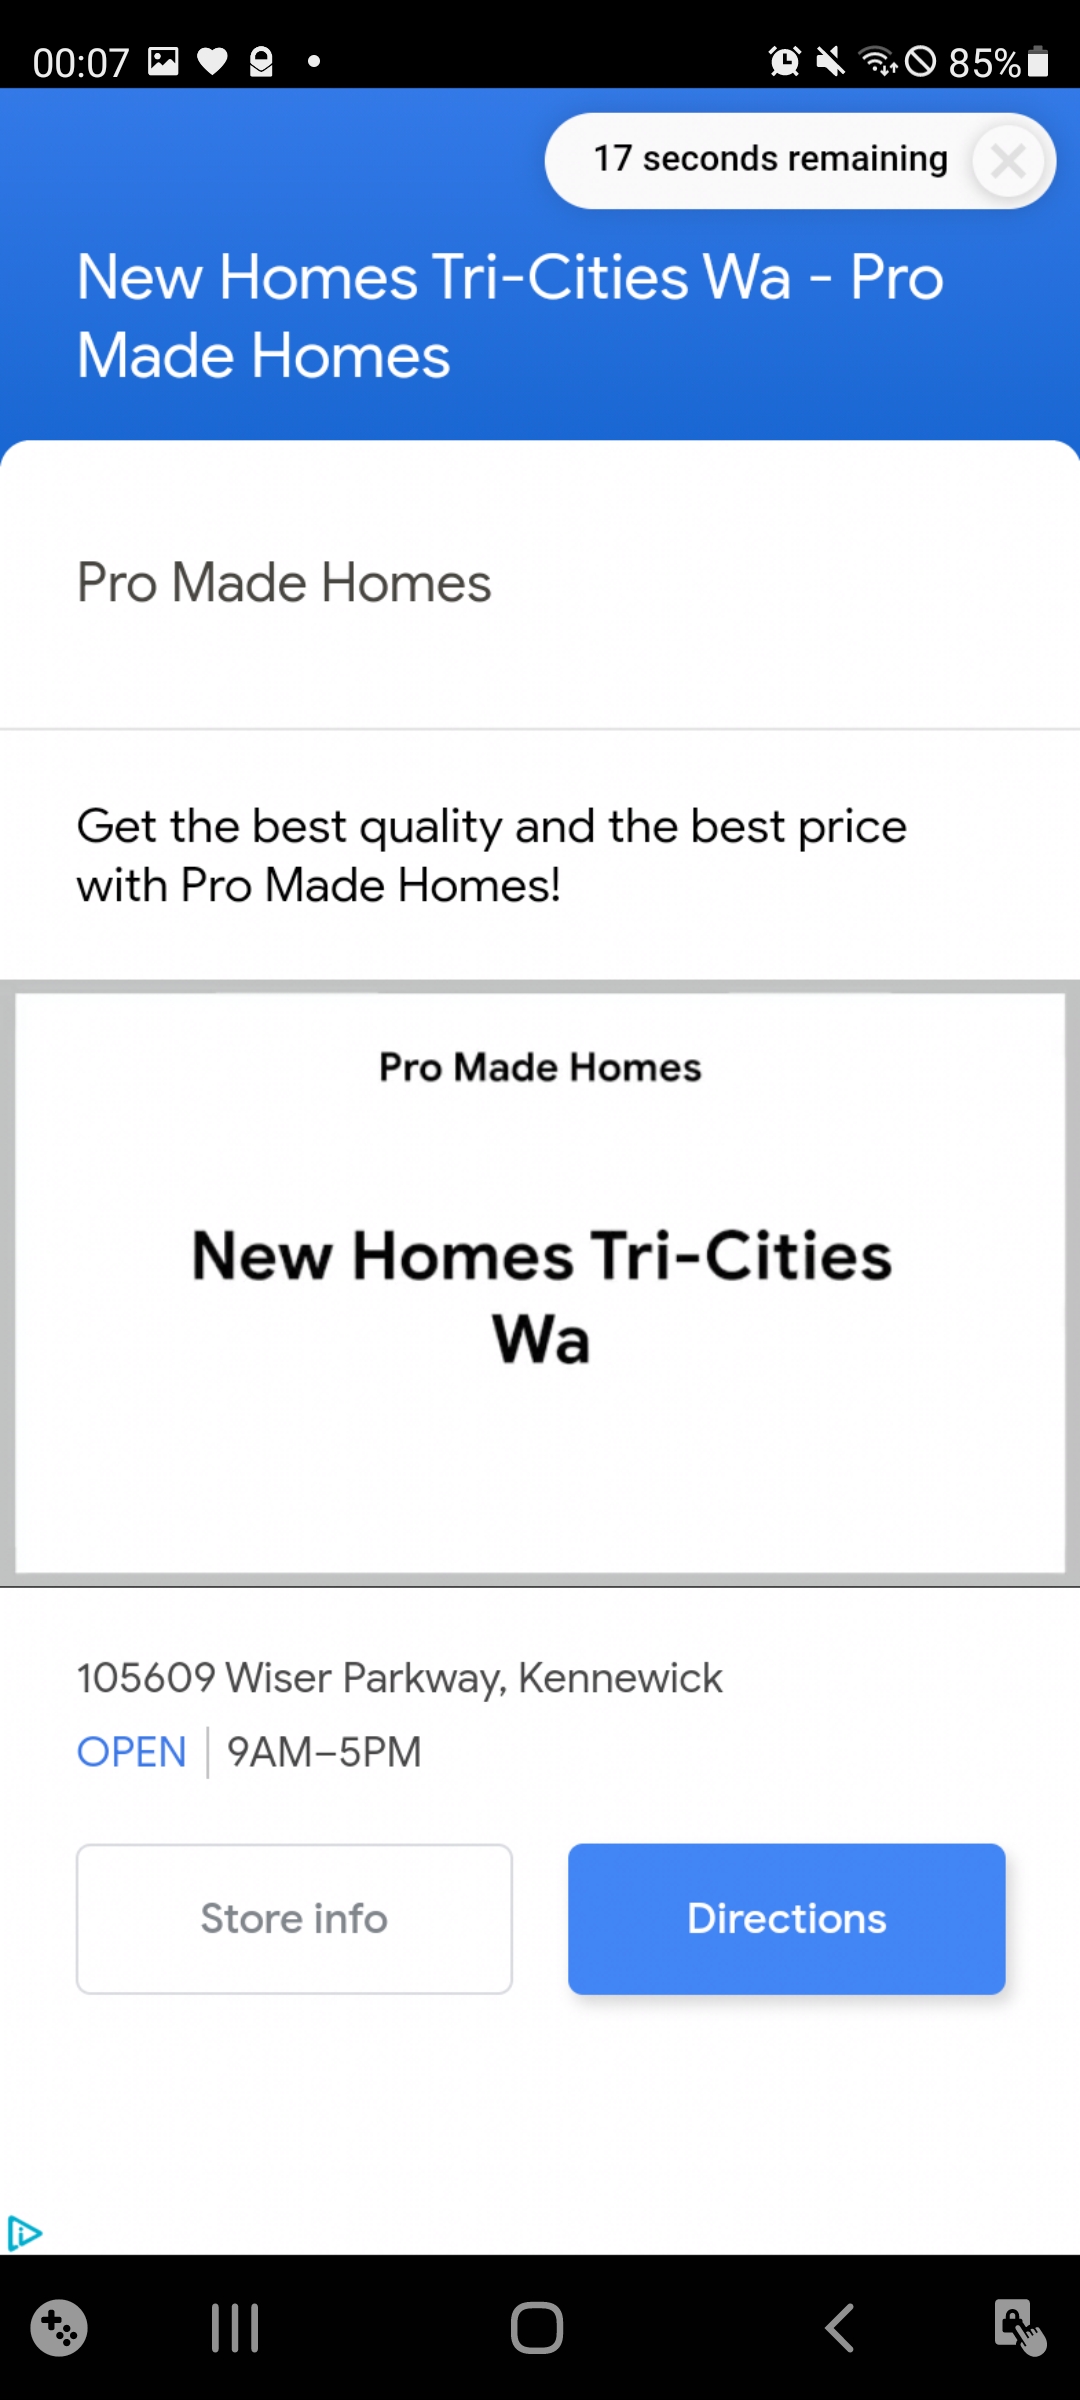 00:07
85%
17 seconds remaining
New Homes Tri-Cities Wa - Pro
Made Homes
Pro Made Homes
Get the best quality and the best price
with Pro Made Homes!
Pro Made Homes
New Homes Tri-Cities
Wa
105609 Wiser Parkway, Kennewick
OPEN | 9AM–5PM
Store info
Directions